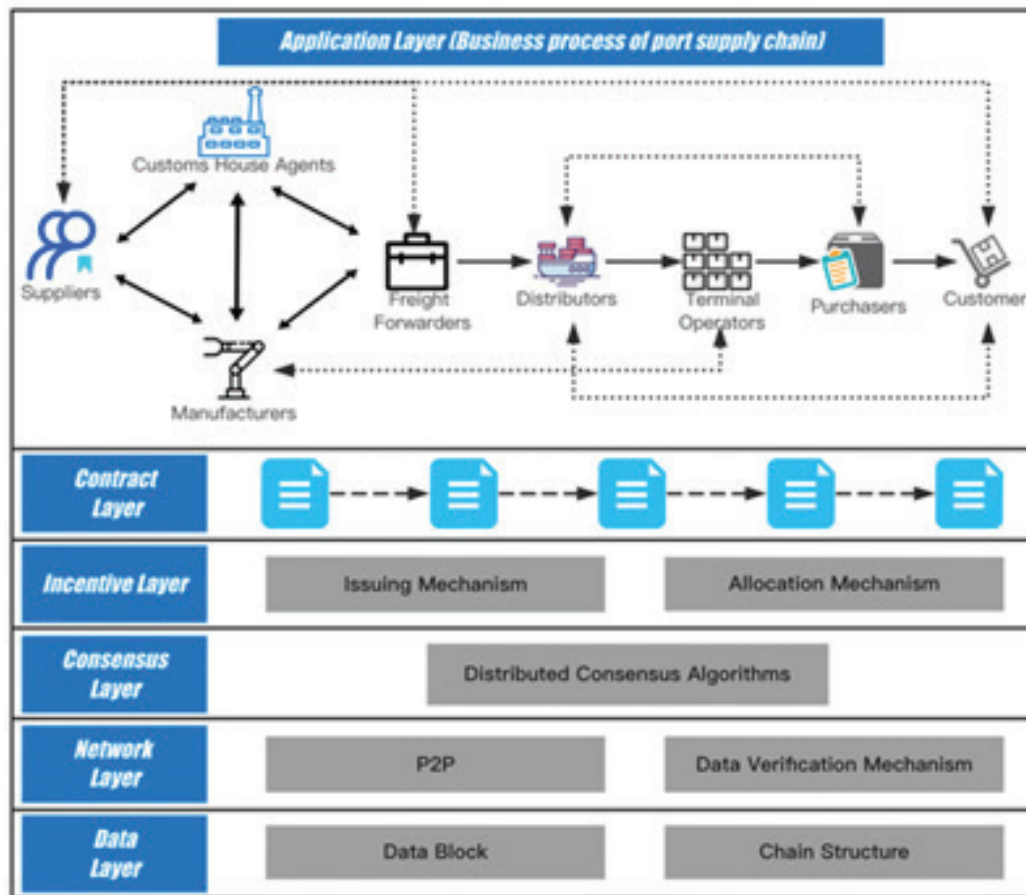 Application Layer (Business process of port supply chain)
Customs House Agents
Suppliers
Freight
Forwarders
Distributors
Terminal
Operators
Purchasers
Customer
Manufacturers
Contract
Layer
Incentive Layer
Issuing Mechanism
Allocation Mechanism
Consensus
Layer
Distributed Consensus Algorithms
Network
Layer
P2P
Data Verification Mechanism
Data
Layer
Data Block
Chain Structure